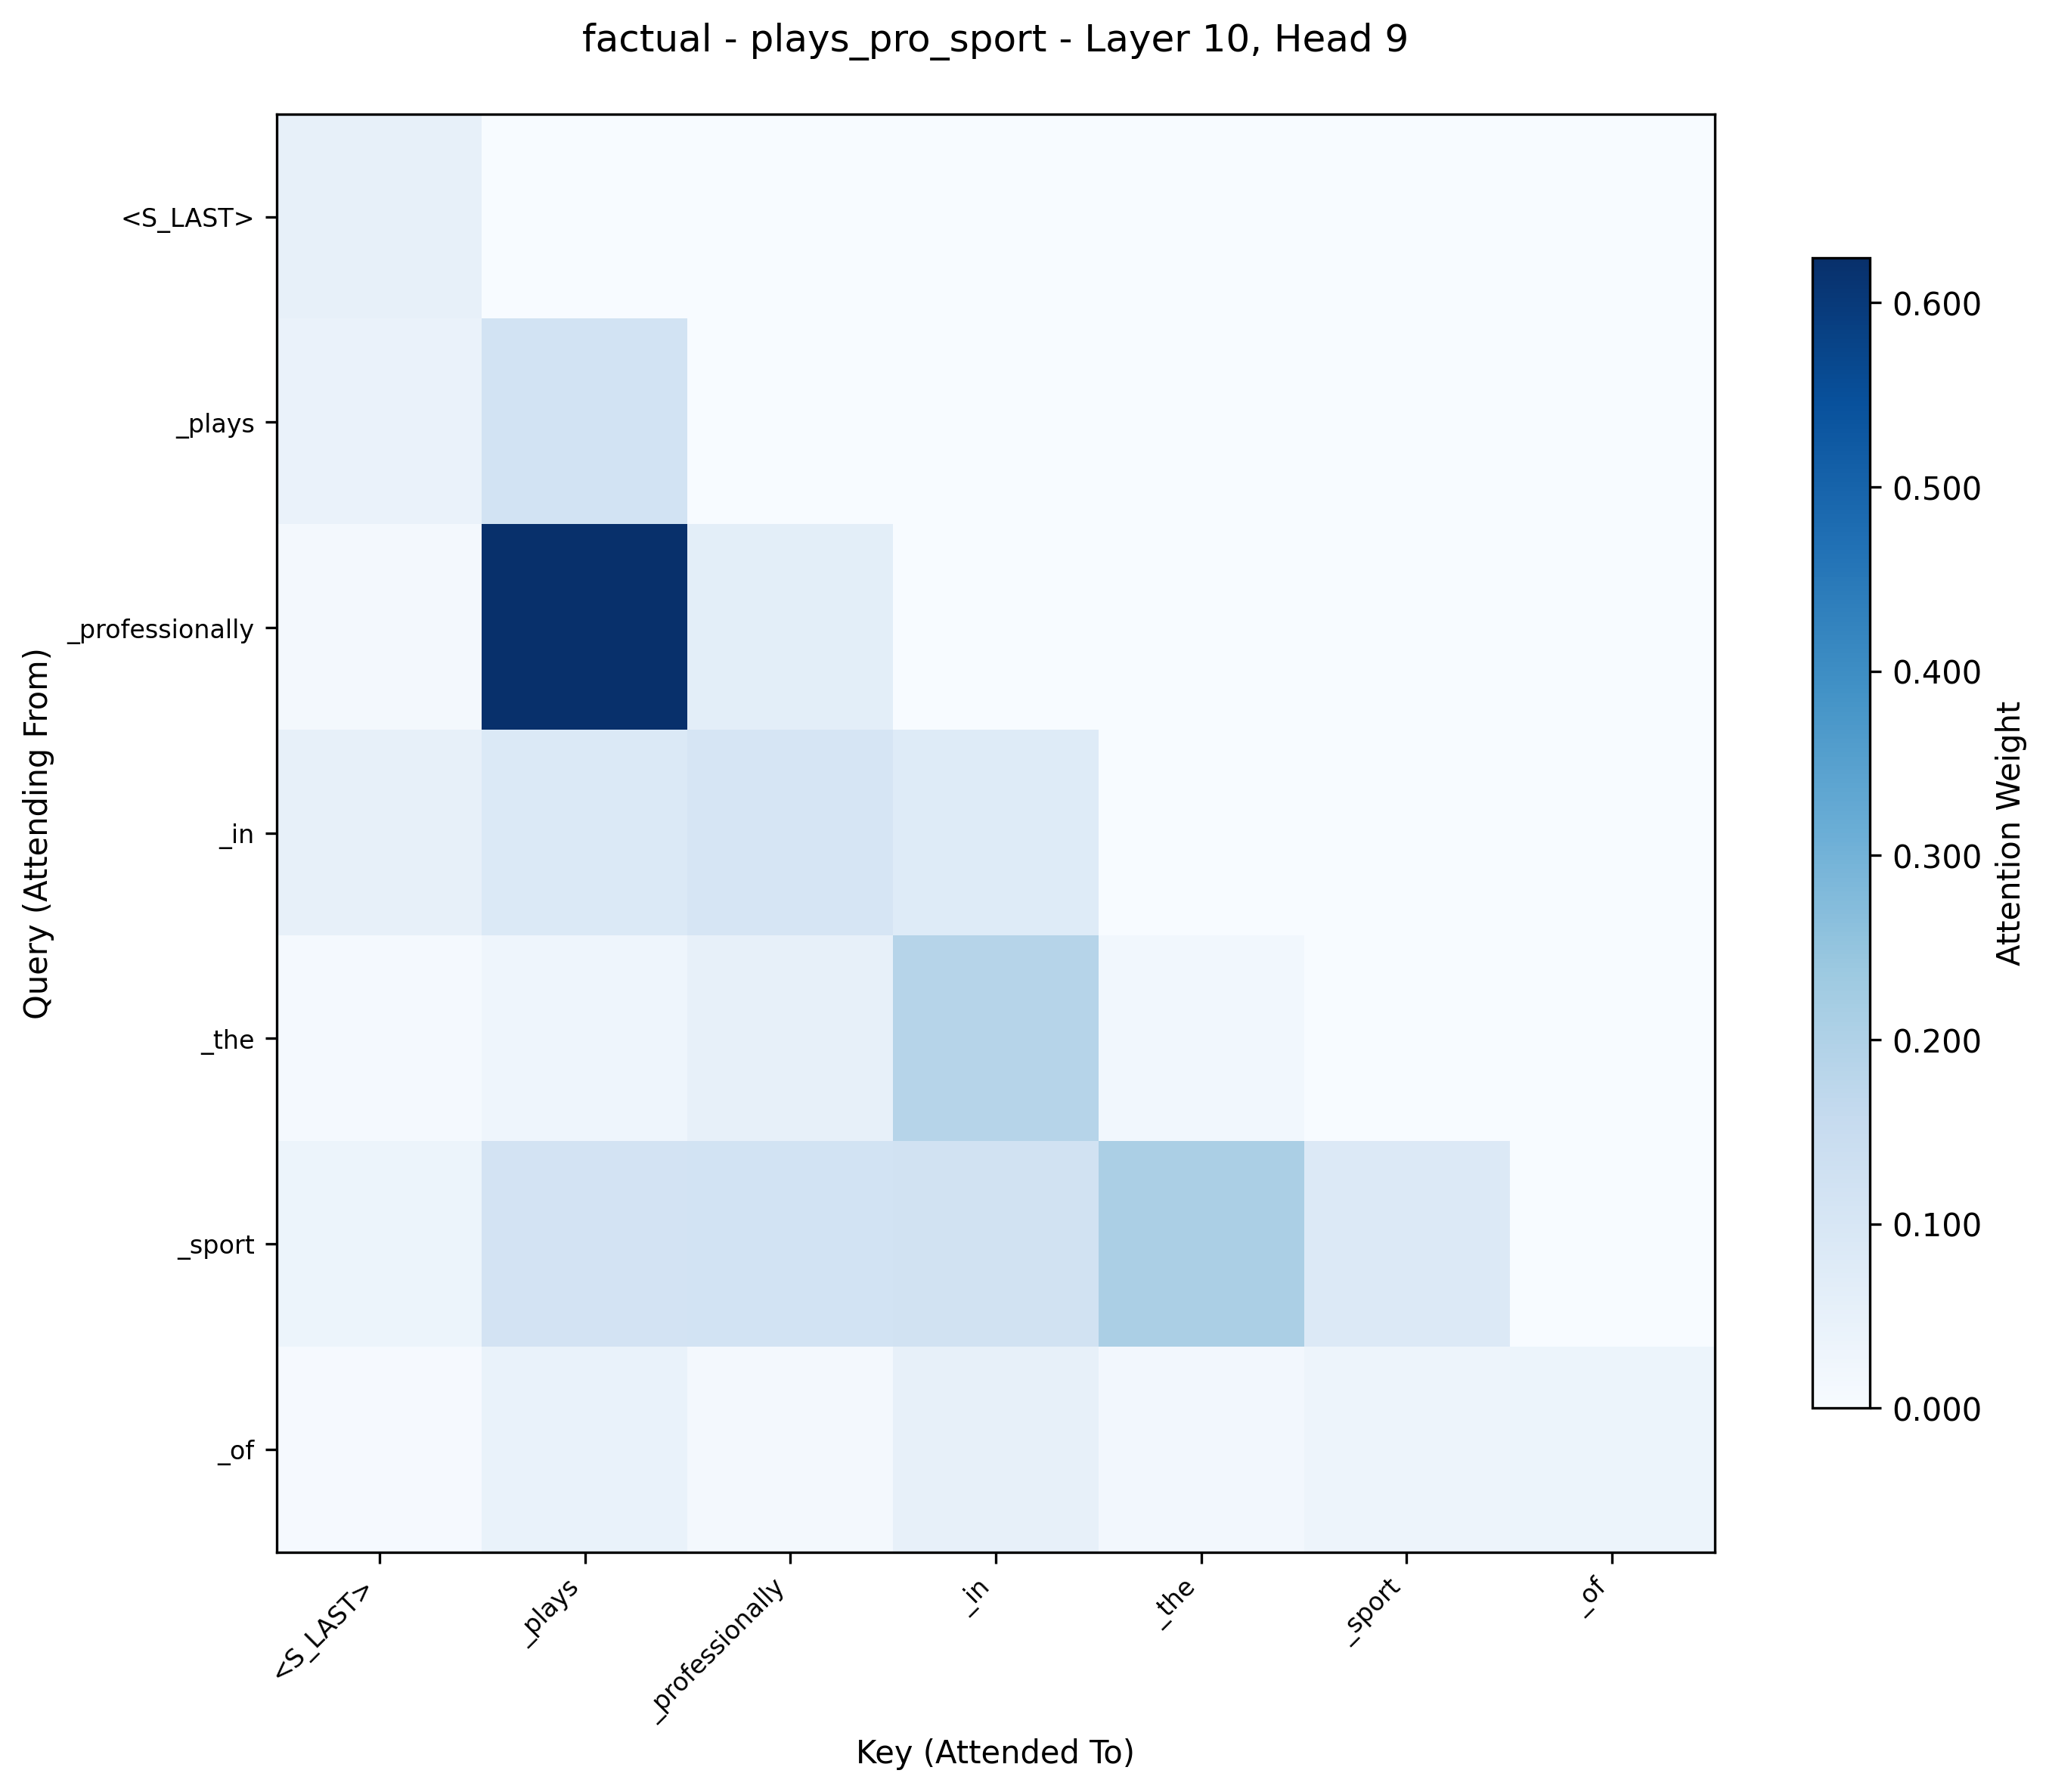 factual - plays_pro_sport - Layer 10, Head 9
Query (Attending From)
<S_LAST>
_plays
_professionally
_in
_the
_sport
_of
<S_LAST>
_plays
_professionally
_in
_the
_sport
_of
Key (Attended To)
0.600
0.500
0.400
0.300
0.200
0.100
0.000
Attention Weight